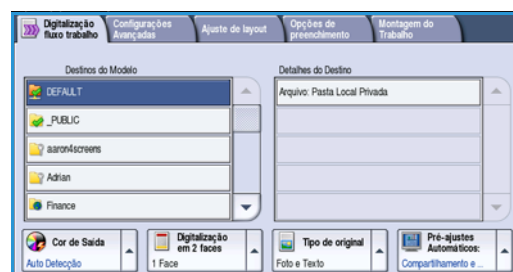 Digitalização
fluxo trabalho
Configurações
Avançadas
Ajuste de layout
Opções de
preenchimento
Montagem do
Trabalho
Destinos do Modelo
Detalhes do Destino
DEFAULT
Arquivo: Pasta Local Privada
_PUBLIC
aaron4screens
Adrian
Finance
Cor de Saída
Auto Detecção
Digitalização
em 2 faces
1 Face
Tipo de original
Foto e Texto
Pré-ajustes
Automáticos:
Compartilhamento e ...